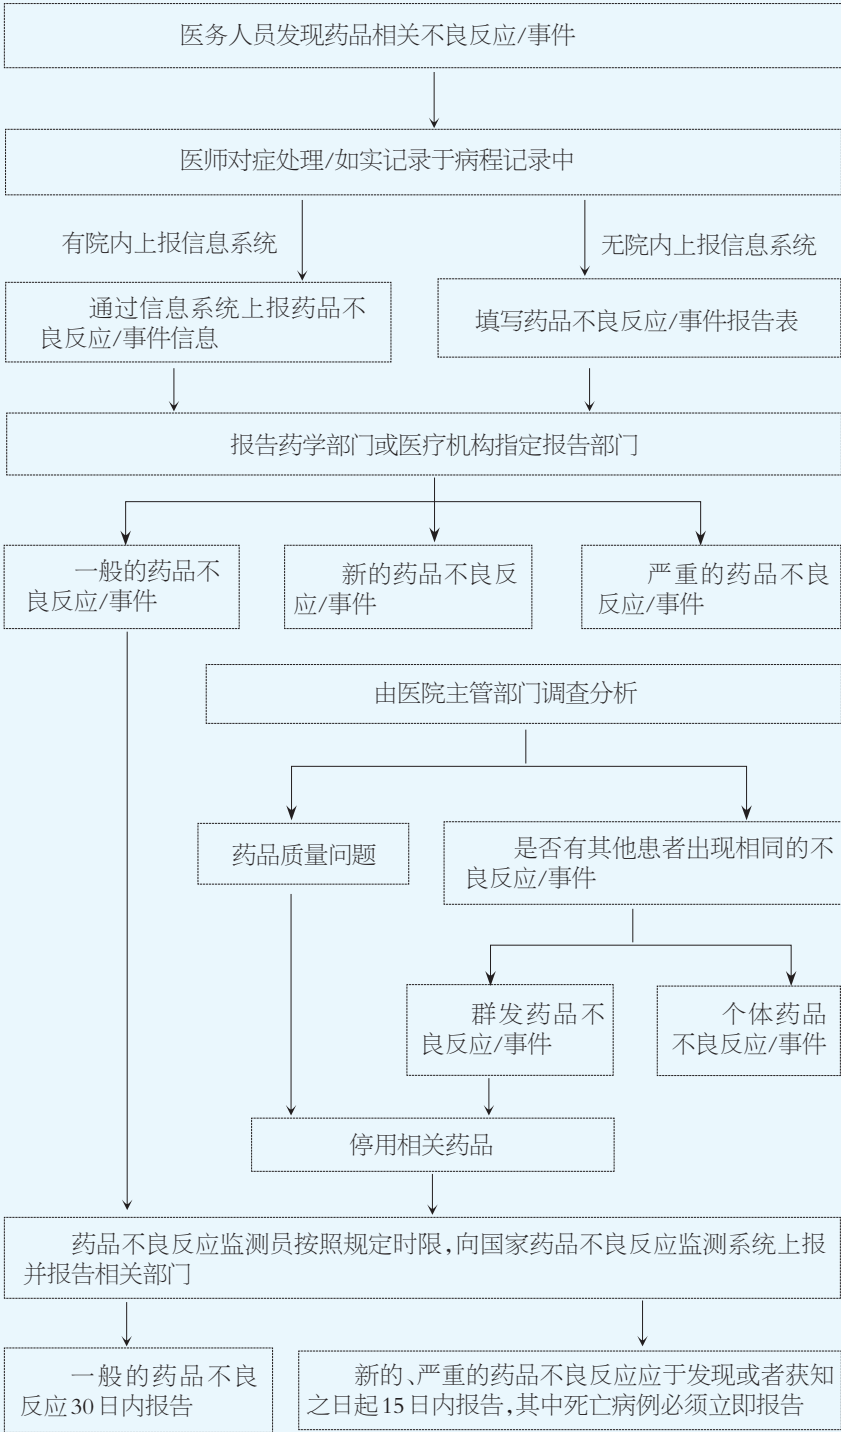 医务人员发现药品相关不良反应/事件
医师对症处理/如实记录于病程记录中
有院内上报信息系统
无院内上报信息系统
通过信息系统上报药品不
良反应/事件信息
填写药品不良反应/事件报告表
报告药学部门或医疗机构指定报告部门
一般的药品不
良反应/事件
新的药品不良反
应/事件
严重的药品不良
反应/事件
由医院主管部门调查分析
药品质量问题
是否有其他患者出现相同的不
良反应/事件
群发药品不
良反应/事件
个体药品
不良反应/事件
停用相关药品
药品不良反应监测员按照规定时限,向国家药品不良反应监测系统上报
并报告相关部门
一般的药品不良
反应30日内报告
新的、严重的药品不良反应应于发现或者获知
之日起15日内报告,其中死亡病例必须立即报告